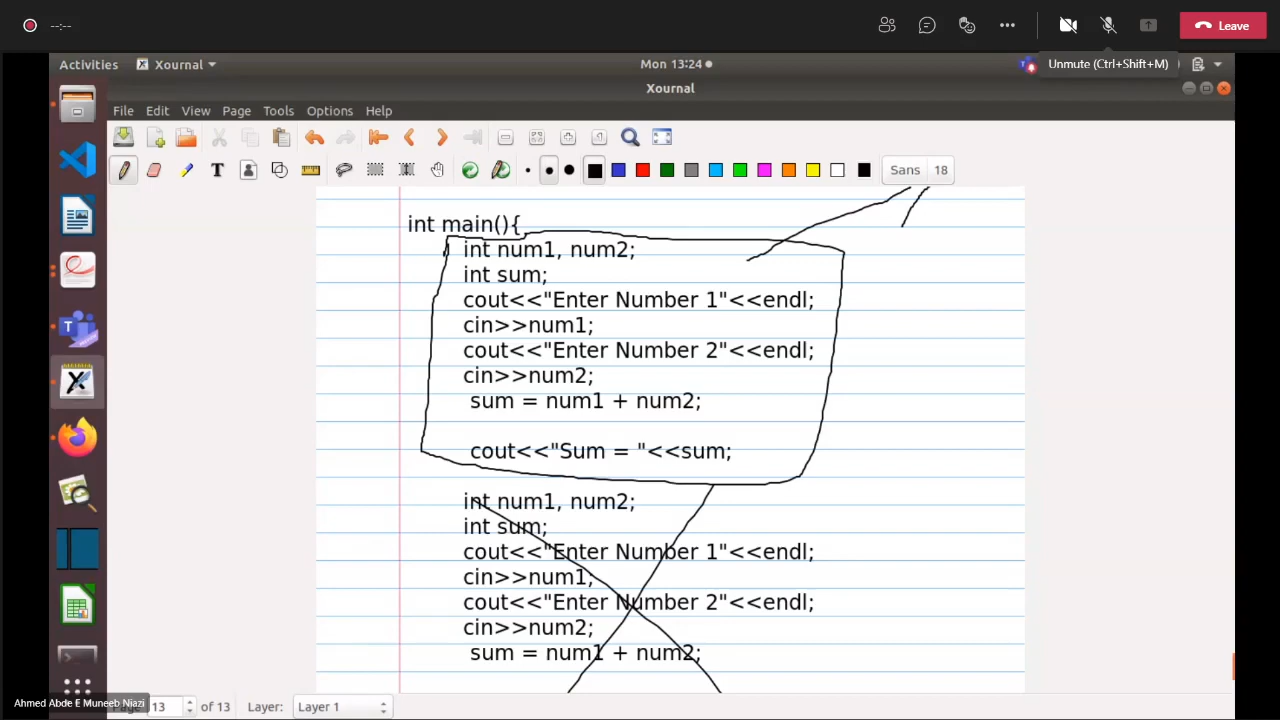 --:--
Leave
Activities
Xournal
Mon 13:24
Unmute (Ctrl+Shift+M)
Xournal
File Edit View Page Tools Options Help
Sans 18
int main(){
int num1, num2;
int sum;
cout<<"Enter Number 1"<<endl;
cin>>num1;
cout<<"Enter Number 2"<<endl;
cin>>num2;
sum = num1 + num2;
cout<<"Sum = "<<sum;
int num1, num2;
int sum;
cout<<"Enter Number 1"<<endl;
cin>>num1;
cout<<"Enter Number 2"<<endl;
cin>>num2;
sum = num1 + num2;
Ahmed Abde E Muneeb Niazi
13 of 13 Layer: Layer 1